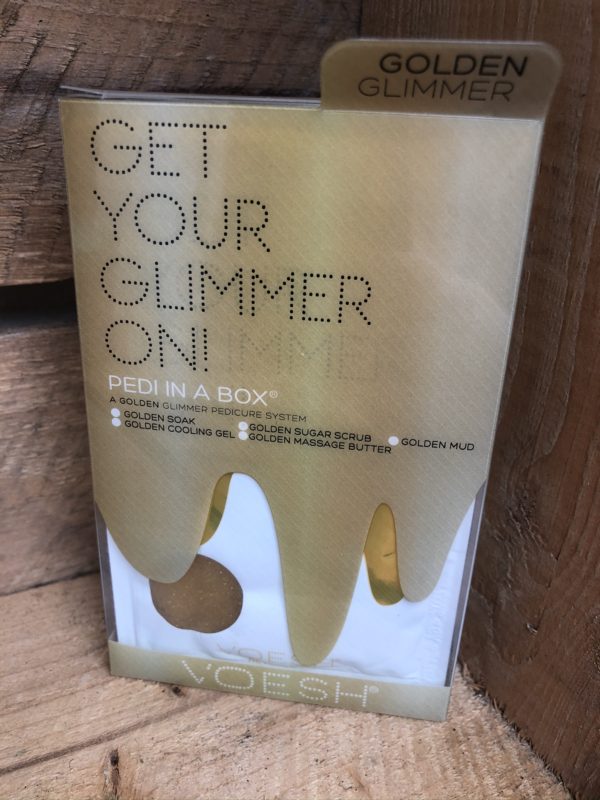 GOLDEN
GLIMMER
GET
YOUR
GLIMMER
ON!
PEDI IN A BOX®
A GOLDEN GLIMMER PEDICURE SYSTEM
GOLDEN SOAK
GOLDEN COOLING GEL
GOLDEN SUGAR SCRUB
GOLDEN MASSAGE BUTTER
GOLDEN MUD
VOESH®